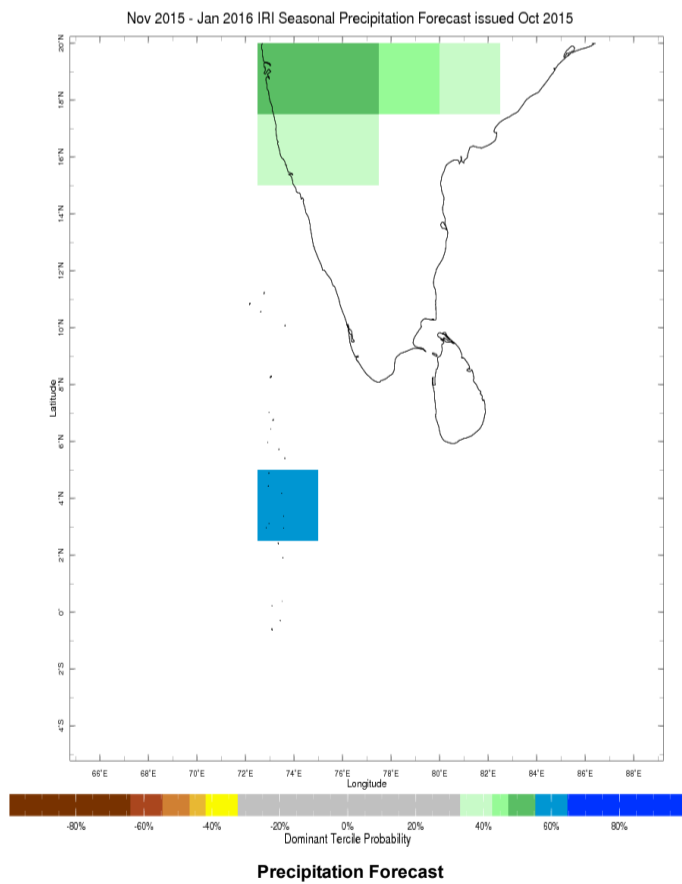 Nov 2015 - Jan 2016 IRI Seasonal Precipitation Forecast issued Oct 2015
20°N
18°N
16°N
14°N
12°N
10°N
8°N
6°N
4°N
2°N
0°
2°S
4°S
Latitude
66°E 68°E 70°E 72°E 74°E 76°E 78°E 80°E 82°E 84°E 86°E 88°E
Longitude
-80% -60% -40% -20% 0% 20% 40% 60% 80%
Dominant Tercile Probability
Precipitation Forecast